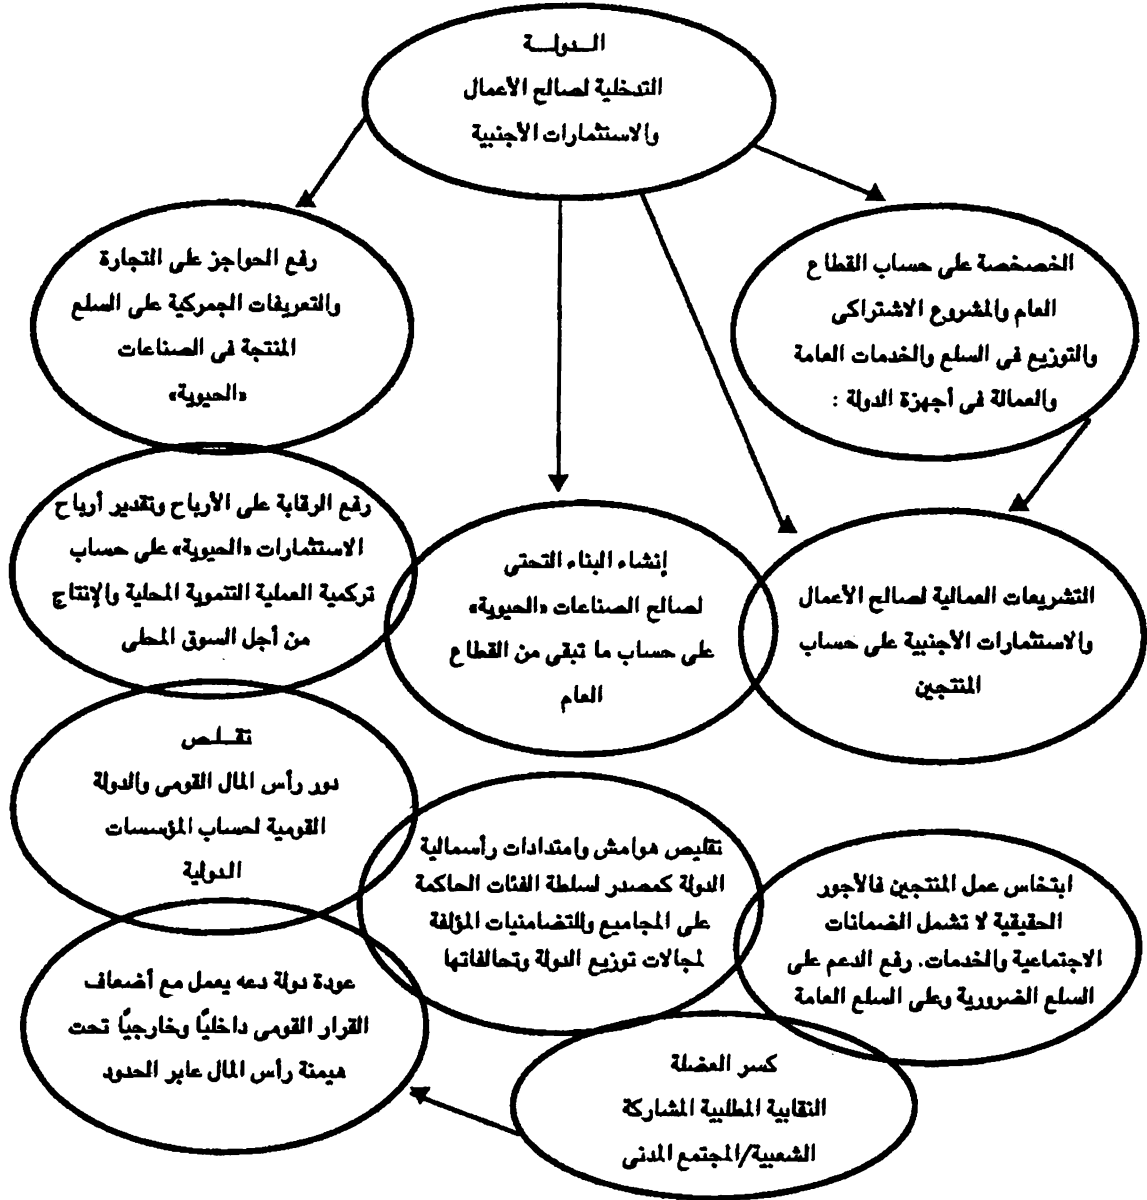 الـدولـة
التدخلية لصالح الأعمال
والاستثمارات الأجنبية
الخصخصة على حساب القطاع
العام والمشروع الاشتراكى
والتوزيع فى السلع والخدمات العامة
والعمالة فى أجهزة الدولة :
رفع الحواجز على التجارة
والتعريفات الجمركية على السلع
المنتجة فى الصناعات
«الحيوية»
رفع الرقابة على الأرباح وتقدير أرباح
الاستثمارات «الحيوية» على حساب
تركمية العملية التنموية المحلية والإنتاج
من أجل السوق المحلى
إنشاء البناء التحتى
لصالح الصناعات «الحيوية»
على حساب ما تبقى من القطاع
العام
التشريعات العمالية لصالح الأعمال
والاستثمارات الأجنبية على حساب
المنتجين
تقـلـص
دور رأس المال القومى والدولة
القومية لحساب المؤسسات
الدولية
تقليص هوامش وامتدادات رأسمالية
الدولة كمصدر لسلطة الفئات الحاكمة
على المجاميع وللتضامنيات المؤلفة
لمجالات توزيع الدولة وتحالفاتها
ابتخاس عمل المنتجين فالأجور
الحقيقية لا تشمل الضمانات
الاجتماعية والخدمات. رفع الدعم على
السلع الضرورية وعلى السلع العامة
عودة دولة دعه يعمل مع أضعاف
القرار القومى داخليًا وخارجيًا تحت
هيمنة رأس المال عابر الحدود
كسر العضلة
النقابية المطلبية المشاركة
الشعبية/المجتمع المدنى